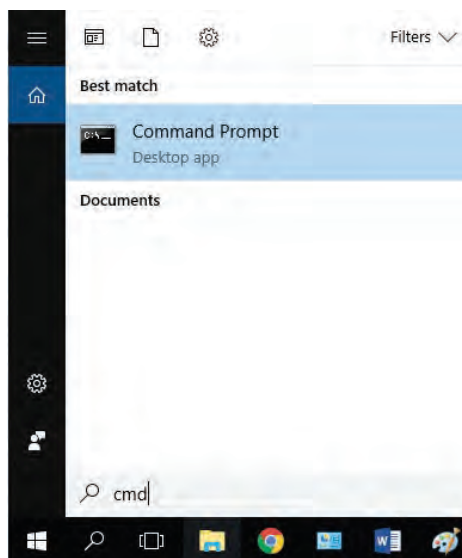 Filters
Best match
C:\_
Command Prompt
Desktop app
Documents
cmd
W